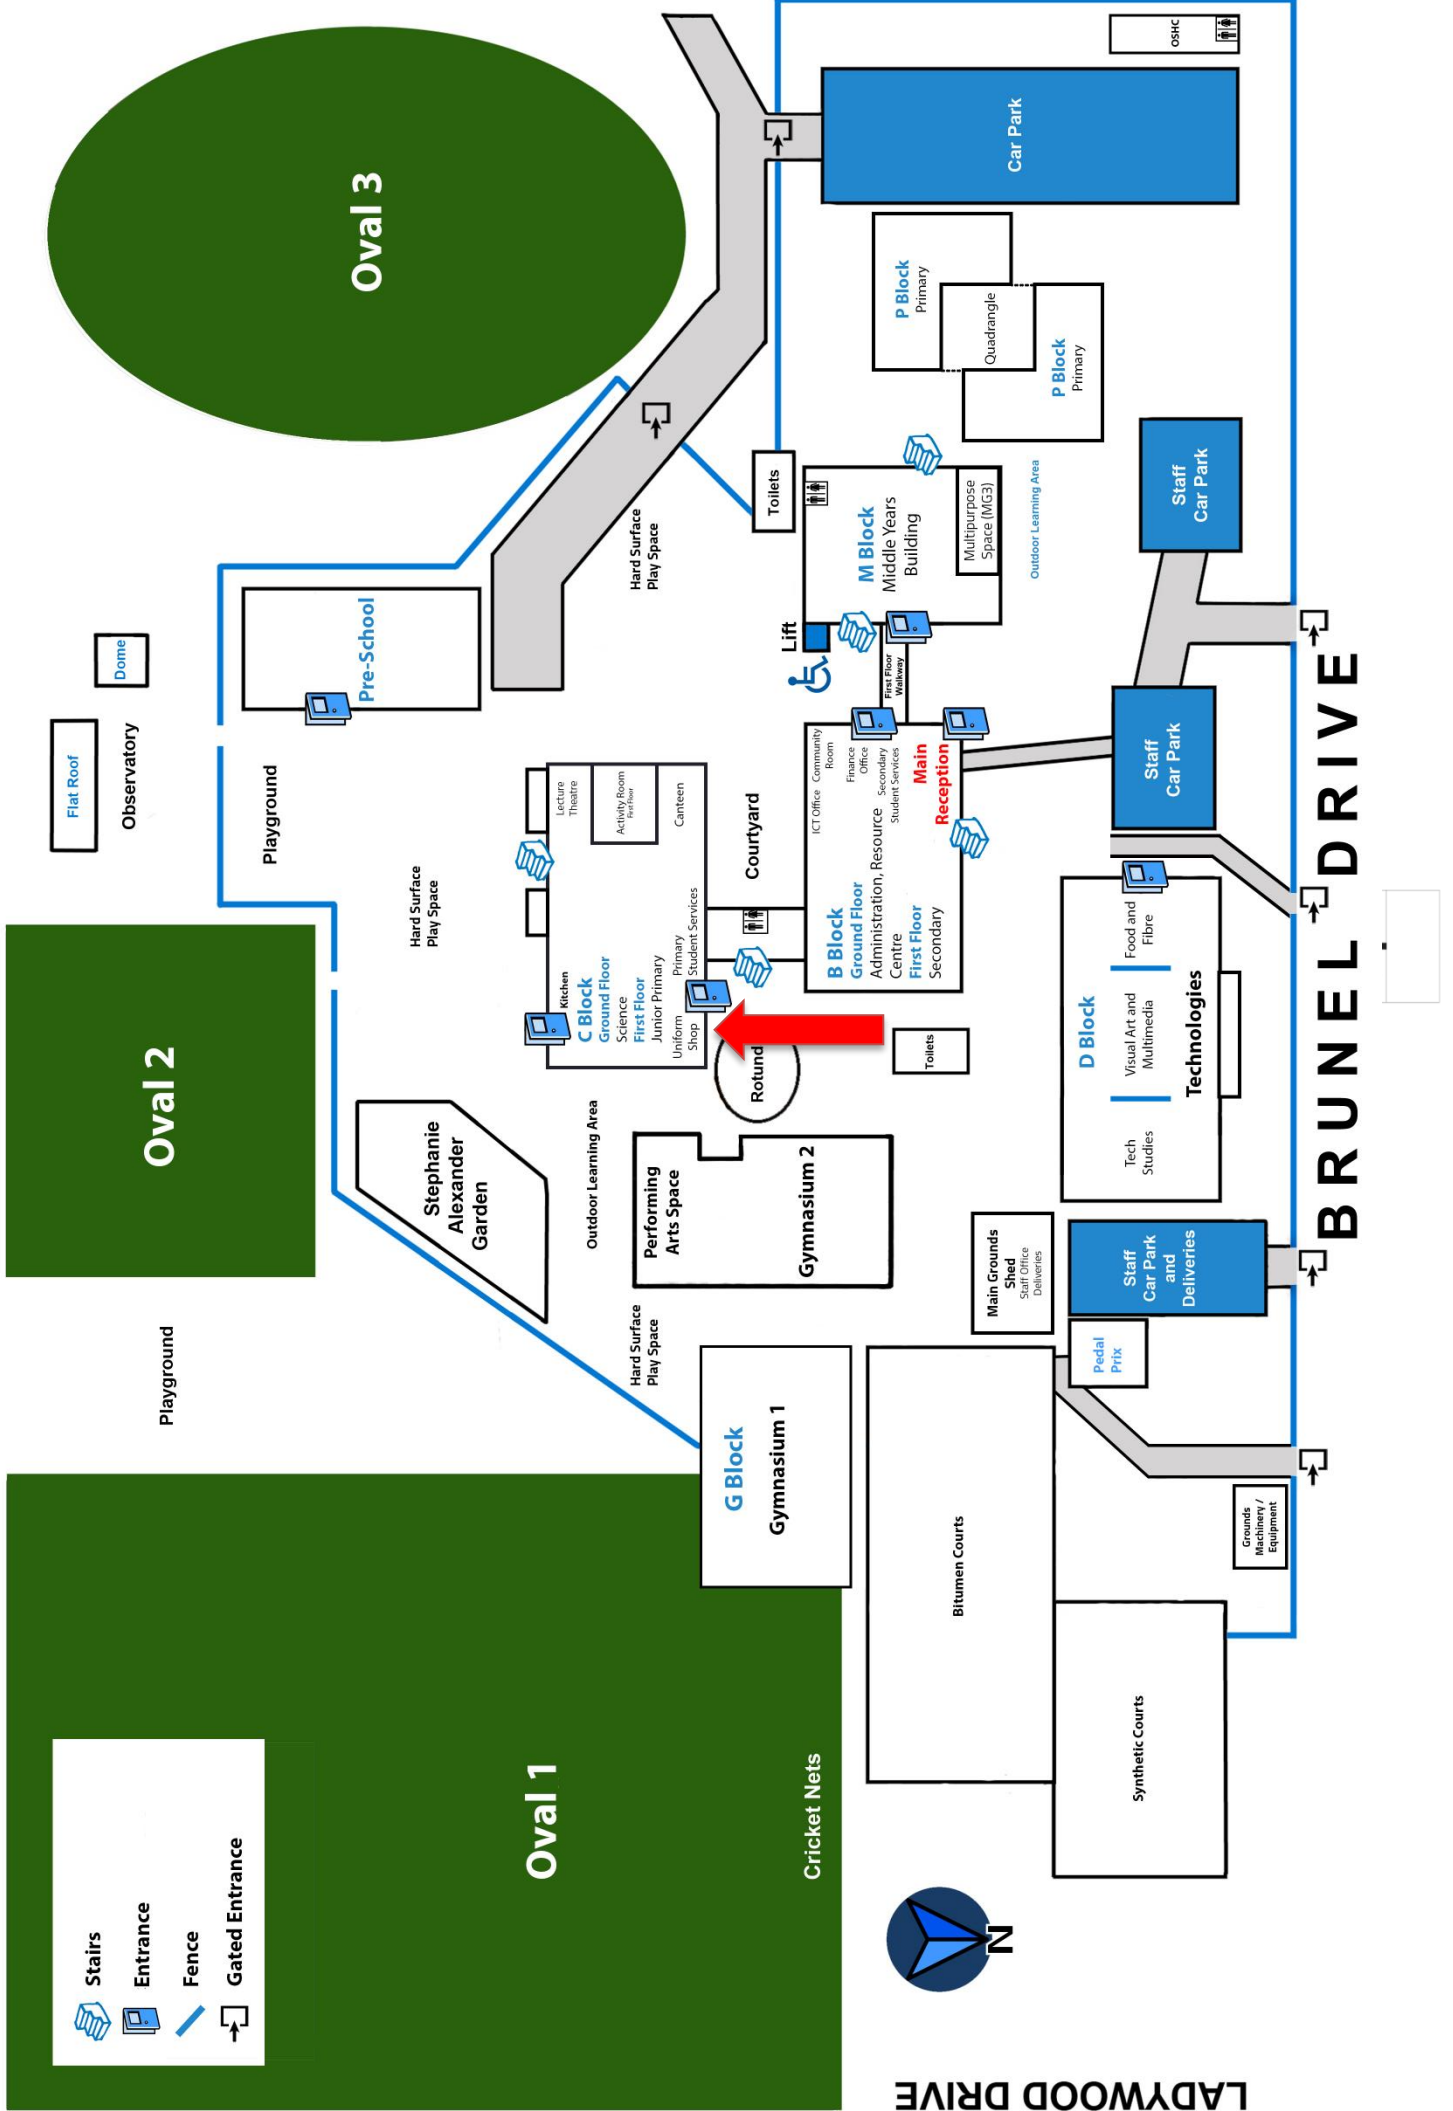 Stairs
Entrance
Fence
Gated Entrance
Oval 1
Cricket Nets
Playground
Oval 2
Flat Roof
Observatory
Dome
Playground
Oval 3
Pre-School
Hard Surface
Play Space
Hard Surface
Play Space
Hard Surface
Play Space
Stephanie
Alexander
Garden
Outdoor Learning Area
Performing
Arts Space
Gymnasium 2
G Block
Gymnasium 1
Kitchen
C Block
Ground Floor
Science
First Floor
Junior Primary
Uniform
Shop
Primary
Student Services
Lecture
Theatre
Activity Room
First Floor
Canteen
Courtyard
Rotund
Toilets
B Block
Ground Floor
Administration, Resource
Centre
First Floor
Secondary
ICT Office
Community
Room
Finance
Office
Secondary
Student Services
Main
Reception
First Floor
Walkway
Lift
Toilets
M Block
Middle Years
Building
Multipurpose
Space (MG3)
Outdoor Learning Area
P Block
Primary
Quadrangle
P Block
Primary
Car Park
OSHC
Staff
Car Park
Staff
Car Park
D Block
Tech
Studies
Visual Art and
Multimedia
Food and
Fibre
Technologies
Main Grounds
Shed
Staff Office
Deliveries
Staff
Car Park
and
Deliveries
Pedal
Prix
Bitumen Courts
Synthetic Courts
Grounds
Machinery /
Equipment
N
BRUNEL DRIVE
LADYWOOD DRIVE